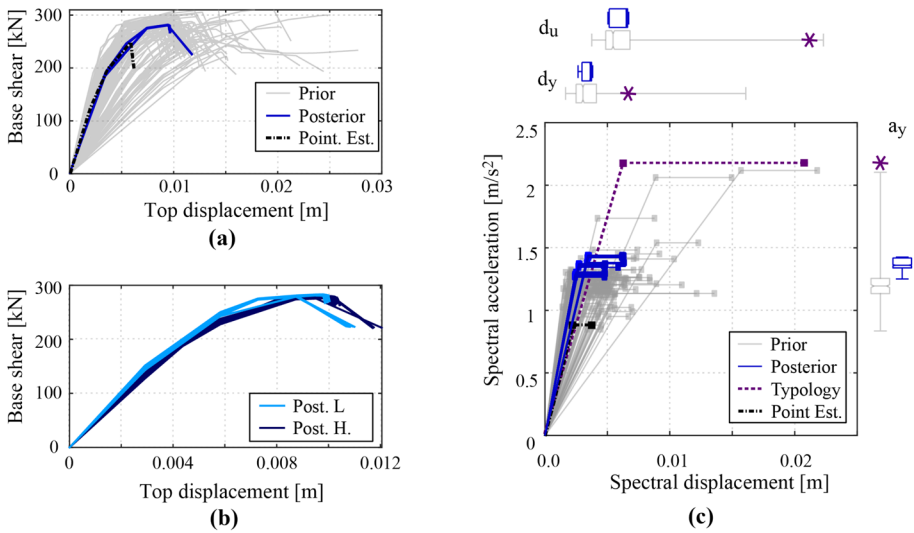 Base shear [kN]
300
200
100
0
0
0.01
0.02
0.03
Top displacement [m]
Prior
Posterior
Point. Est.
(a)
Base shear [kN]
300
200
100
0
0
0.004
0.008
0.012
Top displacement [m]
Post. L
Post. H.
(b)
du
dy
ay
Spectral acceleration [m/s2]
2.5
2
1.5
1
0.5
0
0.0
0.01
0.02
Spectral displacement [m]
Prior
Posterior
Typology
Point Est.
(c)